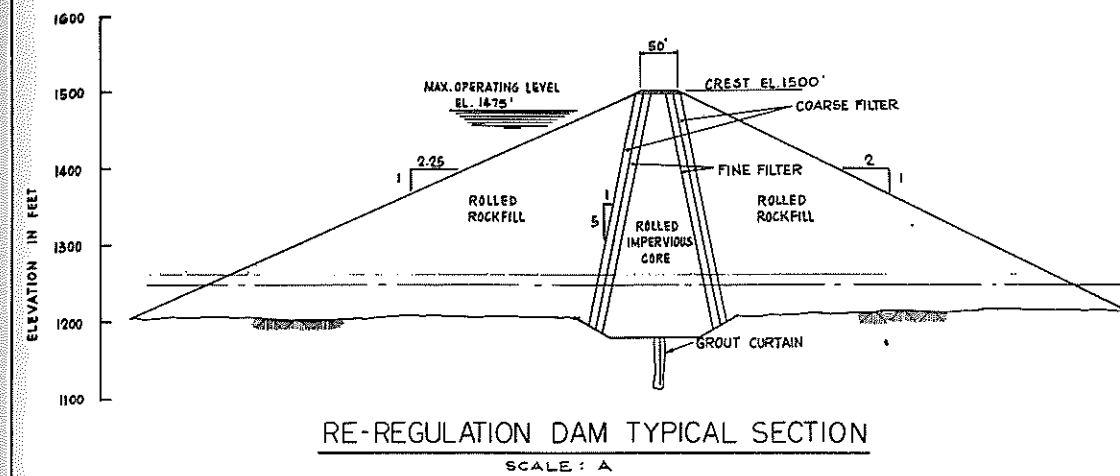 1600
50'
MAX. OPERATING LEVEL
EL. 1475'
1500
CREST EL. 1500'
COARSE FILTER
2.25
1
1400
FINE FILTER
2
1
ROLLED
ROCKFILL
1
5
ROLLED
IMPERVIOUS
CORE
ROLLED
ROCKFILL
ELEVATION IN FEET
1300
1200
GROUT CURTAIN
1100
RE-REGULATION DAM TYPICAL SECTION
SCALE : A